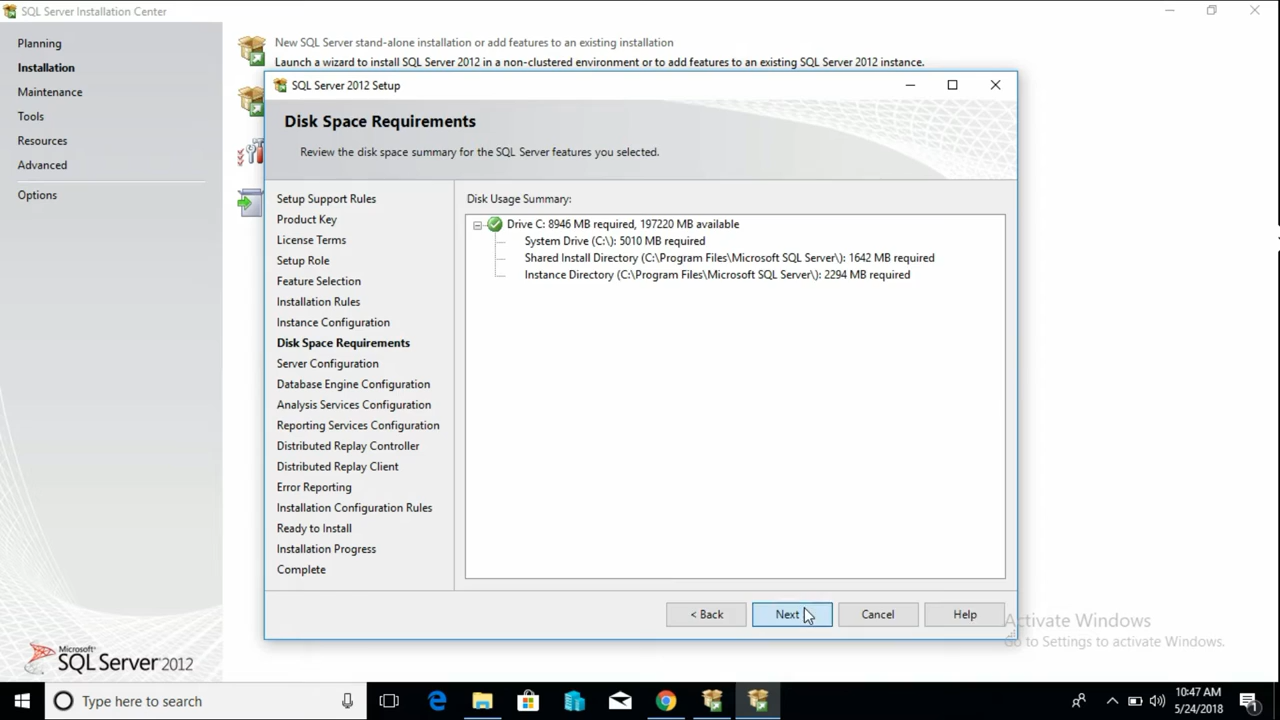 SQL Server Installation Center
Planning
Installation
Maintenance
Tools
Resources
Advanced
Options
New SQL Server stand-alone installation or add features to an existing installation
Launch a wizard to install SQL Server 2012 in a non-clustered environment or to add features to an existing SQL Server 2012 instance.
SQL Server 2012 Setup
Disk Space Requirements
Review the disk space summary for the SQL Server features you selected.
Setup Support Rules
Product Key
License Terms
Setup Role
Feature Selection
Installation Rules
Instance Configuration
Disk Space Requirements
Server Configuration
Database Engine Configuration
Analysis Services Configuration
Reporting Services Configuration
Distributed Replay Controller
Distributed Replay Client
Error Reporting
Installation Configuration Rules
Ready to Install
Installation Progress
Complete
Disk Usage Summary:
Drive C: 8946 MB required, 197220 MB available
System Drive (C:\): 5010 MB required
Shared Install Directory (C:\Program Files\Microsoft SQL Server\): 1642 MB required
Instance Directory (C:\Program Files\Microsoft SQL Server\): 2294 MB required
< Back
Next
Cancel
Help
Activate Windows
Go to Settings to activate Windows.
Microsoft
SQL Server 2012
Type here to search
10:47 AM
5/24/2018
1